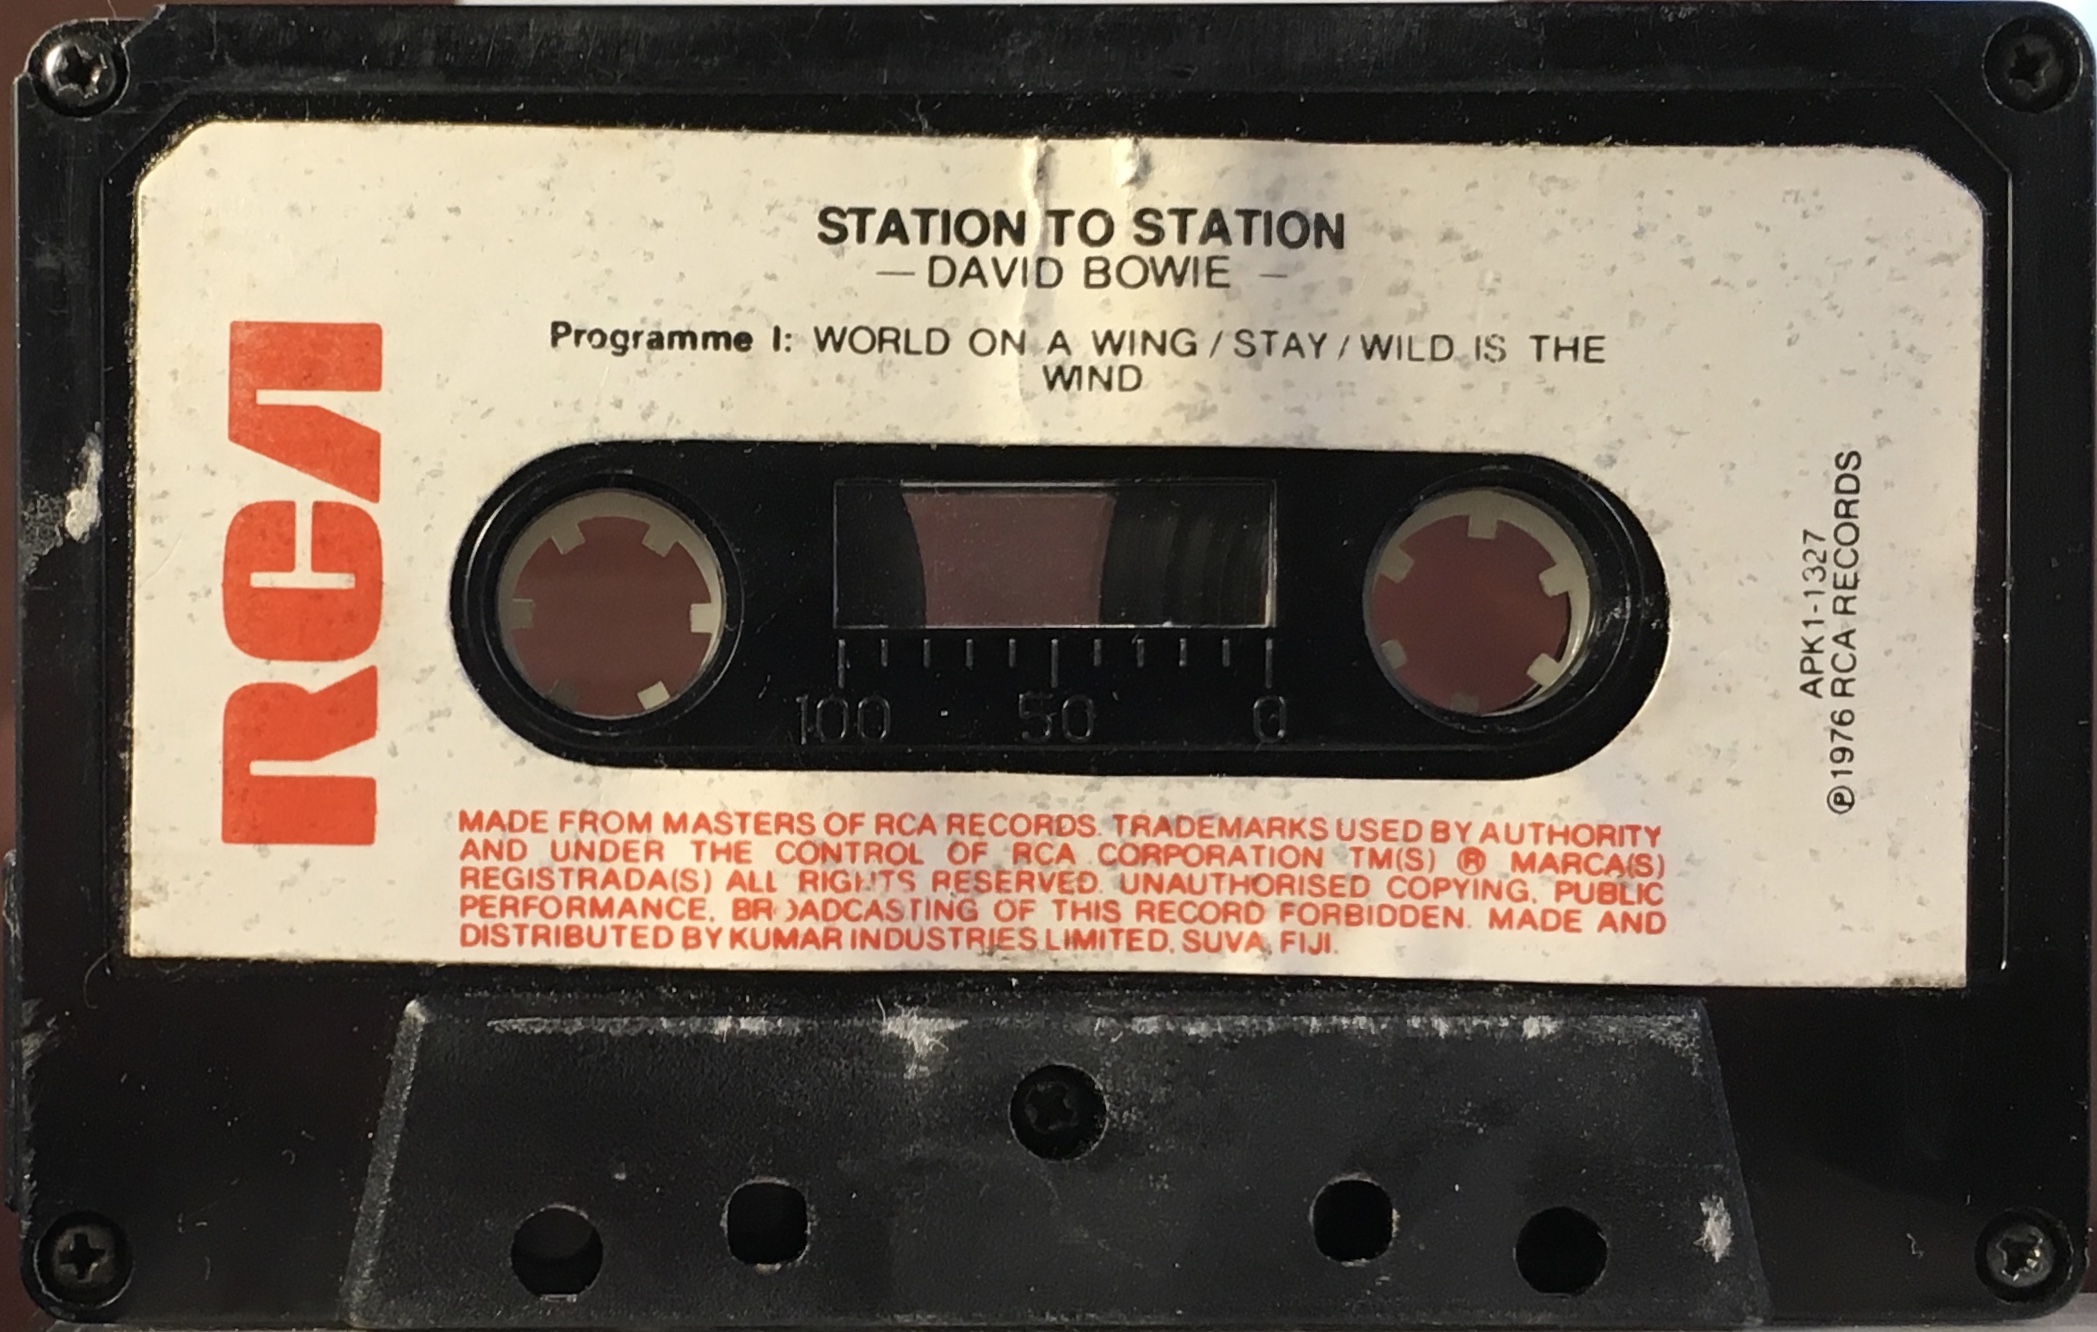 STATION TO STATION
— DAVID BOWIE —
Programme I: WORLD ON A WING / STAY / WILD IS THE
WIND
RCA
100 50 0
APK1-1327
℗ 1976 RCA RECORDS
MADE FROM MASTERS OF RCA RECORDS. TRADEMARKS USED BY AUTHORITY
AND UNDER THE CONTROL OF RCA CORPORATION TM(S) ® MARCA(S)
REGISTRADA(S) ALL RIGHTS RESERVED. UNAUTHORISED COPYING, PUBLIC
PERFORMANCE, BROADCASTING OF THIS RECORD FORBIDDEN. MADE AND
DISTRIBUTED BY KUMAR INDUSTRIES LIMITED, SUVA, FIJI.